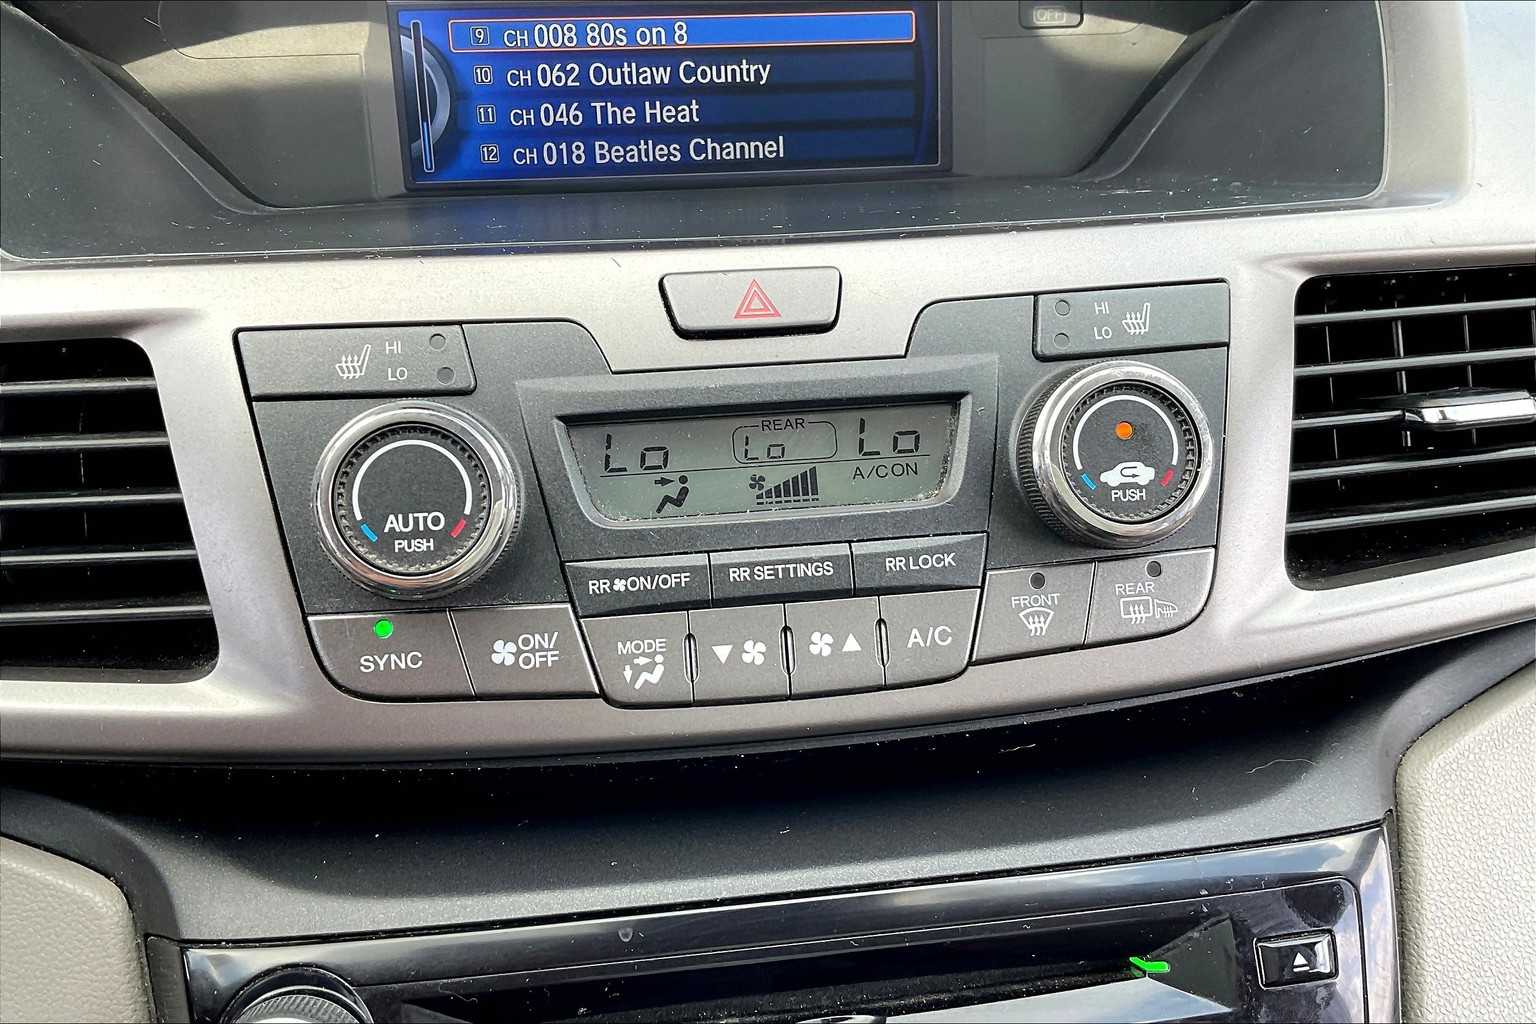 OFF
9 CH 008 80s on 8
10 CH 062 Outlaw Country
11 CH 046 The Heat
12 CH 018 Beatles Channel
HI
LO
HI
LO
REAR
Lo
Lo
Lo
A/C ON
AUTO
PUSH
PUSH
RR ON/OFF
RR SETTINGS
RR LOCK
SYNC
ON/
OFF
MODE
A/C
FRONT
REAR